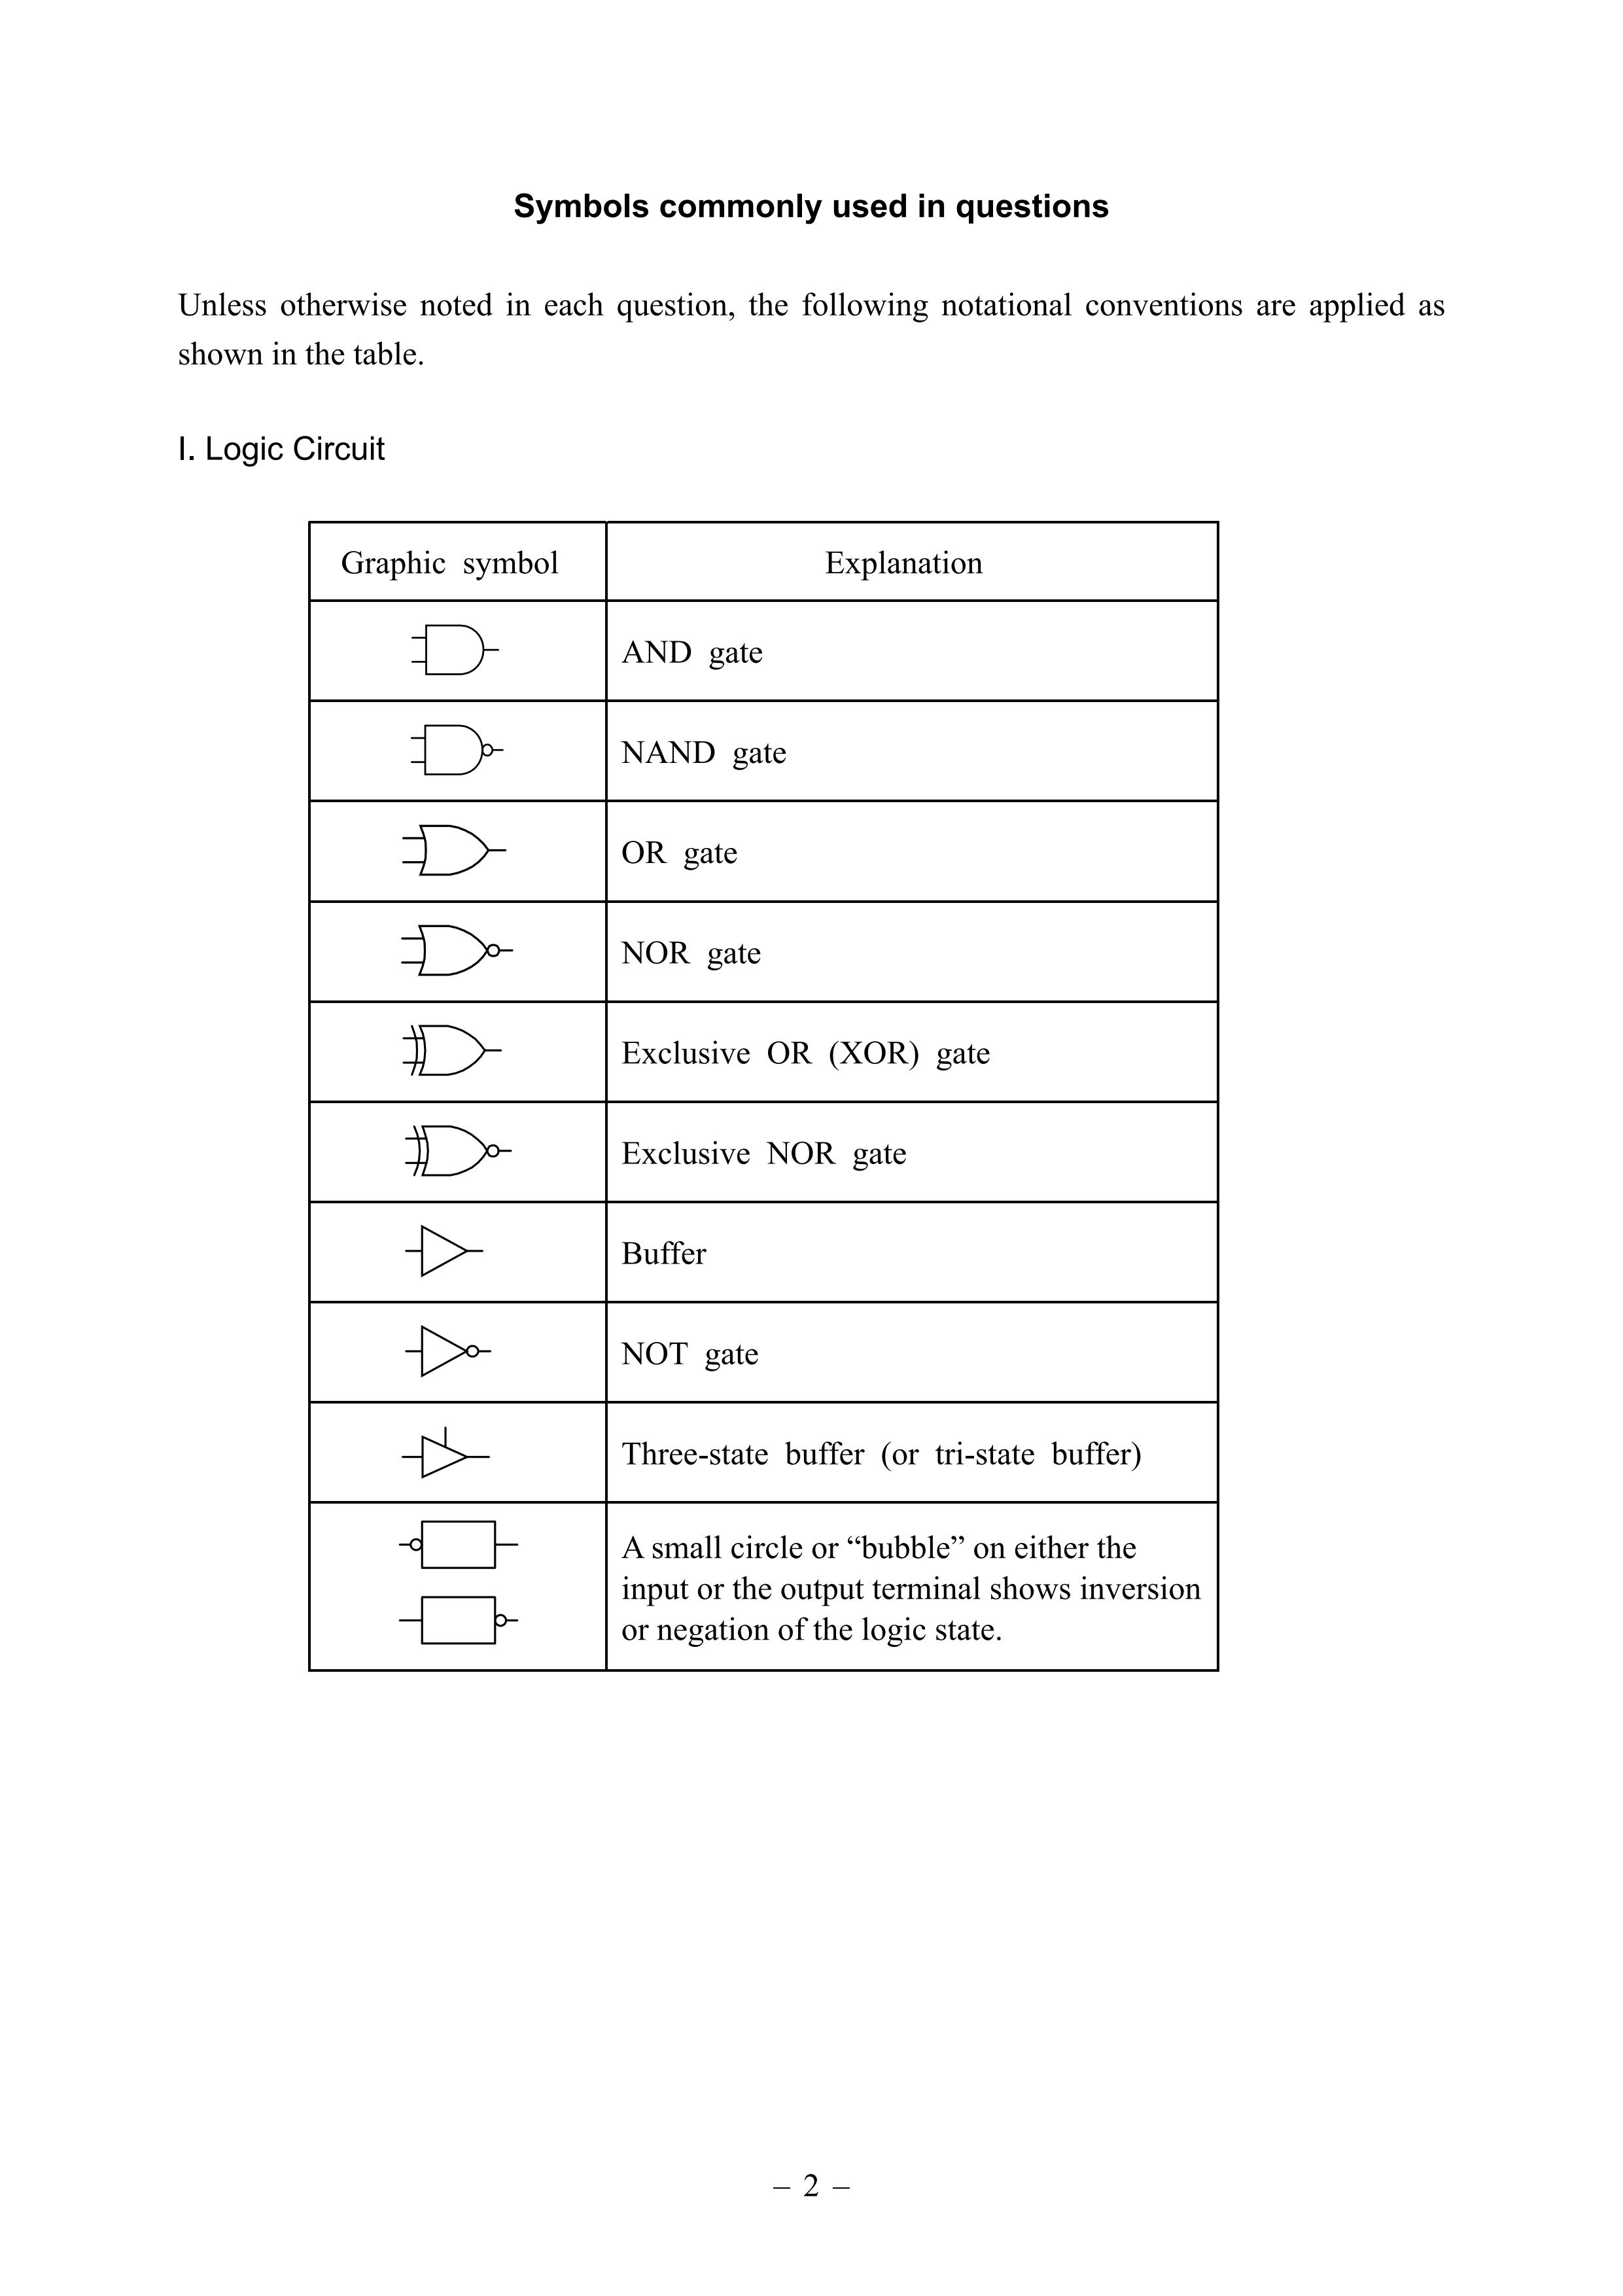 Symbols commonly used in questions
Unless otherwise noted in each question, the following notational conventions are applied as
shown in the table.
I. Logic Circuit
Graphic symbol Explanation
AND gate
NAND gate
OR gate
NOR gate
Exclusive OR (XOR) gate
Exclusive NOR gate
Buffer
NOT gate
Three-state buffer (or tri-state buffer)
A small circle or “bubble” on either the
input or the output terminal shows inversion
or negation of the logic state.
– 2 –